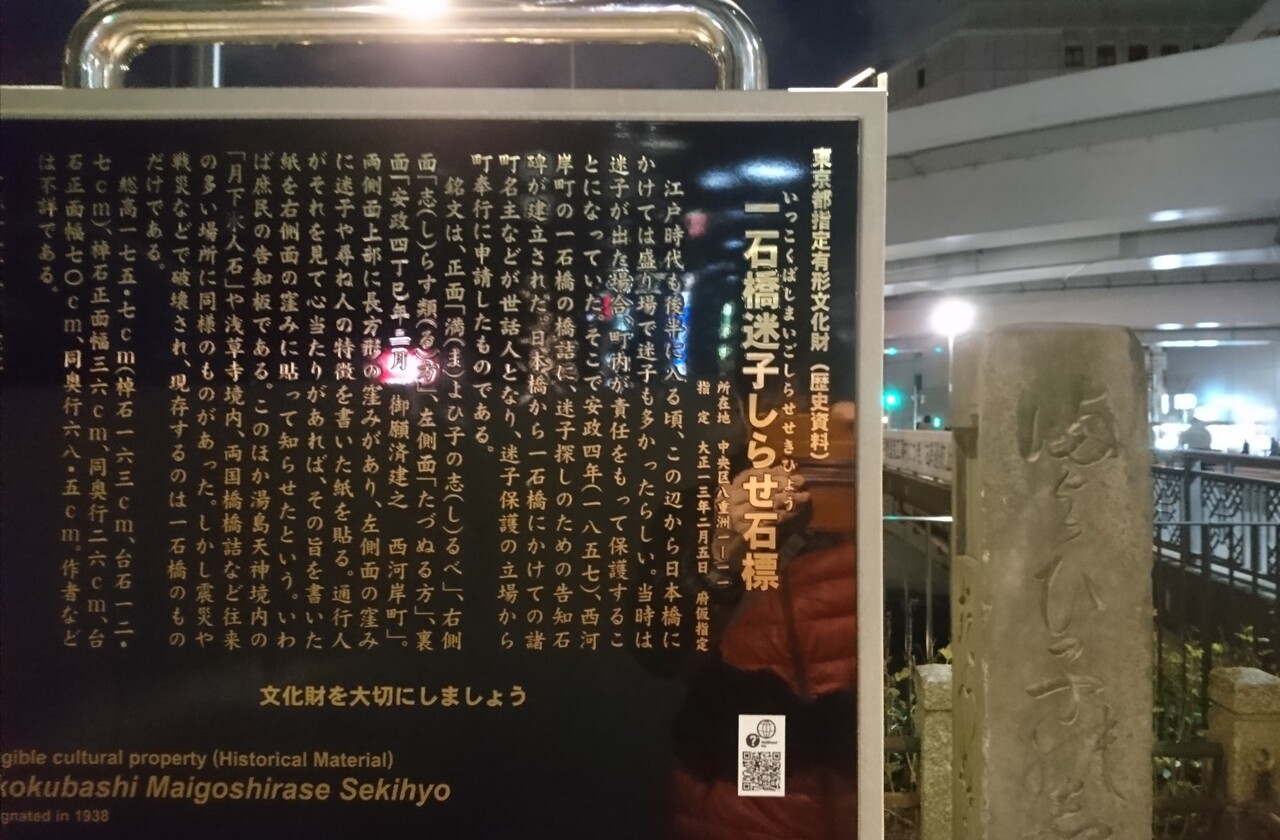 東京都指定有形文化財（歴史資料）
いっこくばしまいごしらせせきひょう
一石橋迷子しらせ石標
所在地　中央区八重洲一―一一
指　定　大正一三年二月五日　府仮指定
江戸時代も後半に入る頃、この辺から日本橋に
かけては盛り場で迷子も多かったらしい。当時は
迷子が出た場合、町内が責任をもって保護するこ
とになっていた。そこで安政四年（一八五七）、西河
岸町の一石橋の橋詰に、迷子探しのための告知石
碑が建立された。日本橋から一石橋にかけての諸
町名主などが世話人となり、迷子保護の立場から
町奉行に申請したものである。
銘文は、正面「満（ま）よひ子の志（し）るべ」、右側
面「志（し）らす類（る）方」、左側面「たづぬる方」、裏
面「安政四丁巳年二月　御願済建之　西河岸町」。
両側面上部に長方形の窪みがあり、左側面の窪み
に迷子や尋ね人の特徴を書いた紙を貼る。通行人
がそれを見て心当たりがあれば、その旨を書いた
紙を右側面の窪みに貼って知らせたという。いわ
ば庶民の告知板である。このほか湯島天神境内の
「月下氷人石」や浅草寺境内、両国橋橋詰など往来
の多い場所に同様のものがあった。しかし震災や
戦災などで破壊され、現存するのは一石橋のもの
だけである。
総高一七五・七cm（棹石一六三cm、台石一二・
七cm）、棹石正面幅三六cm、同奥行二六cm、台
石正面幅七〇cm、同奥行六八・五cm。作者など
は不詳である。
文化財を大切にしましょう
gible cultural property (Historical Material)
kokubashi Maigoshirase Sekihyo
gnated in 1938
満よひ子の志る